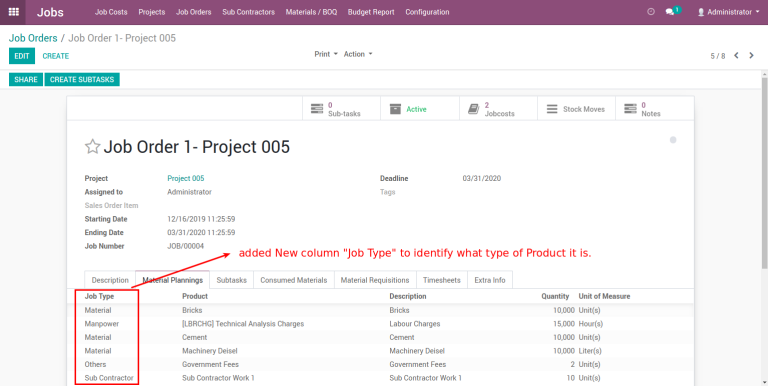 Jobs Job Costs Projects Job Orders Sub Contractors Materials / BOQ Budget Report Configuration 1 Administrator
Job Orders / Job Order 1- Project 005
EDIT CREATE Print Action 5 / 8
SHARE CREATE SUBTASKS
0 Sub-tasks Active 2 Jobcosts Stock Moves 0 Notes
Job Order 1- Project 005
Project Project 005 Deadline 03/31/2020
Assigned to Administrator Tags
Sales Order Item
Starting Date 12/16/2019 11:25:59
Ending Date 03/31/2020 11:25:59
Job Number JOB/00004
added New column "Job Type" to identify what type of Product it is.
Description Material Plannings Subtasks Consumed Materials Material Requisitions Timesheets Extra Info
Job Type Product Description Quantity Unit of Measure
Material Bricks Bricks 10,000 Unit(s)
Manpower [LBRCHG] Technical Analysis Charges Labour Charges 15,000 Hour(s)
Material Cement Cement 10,000 Unit(s)
Material Machinery Deisel Machinery Deisel 10,000 Liter(s)
Others Government Fees Government Fees 2 Unit(s)
Sub Contractor Sub Contractor Work 1 Sub Contractor Work 1 10 Unit(s)